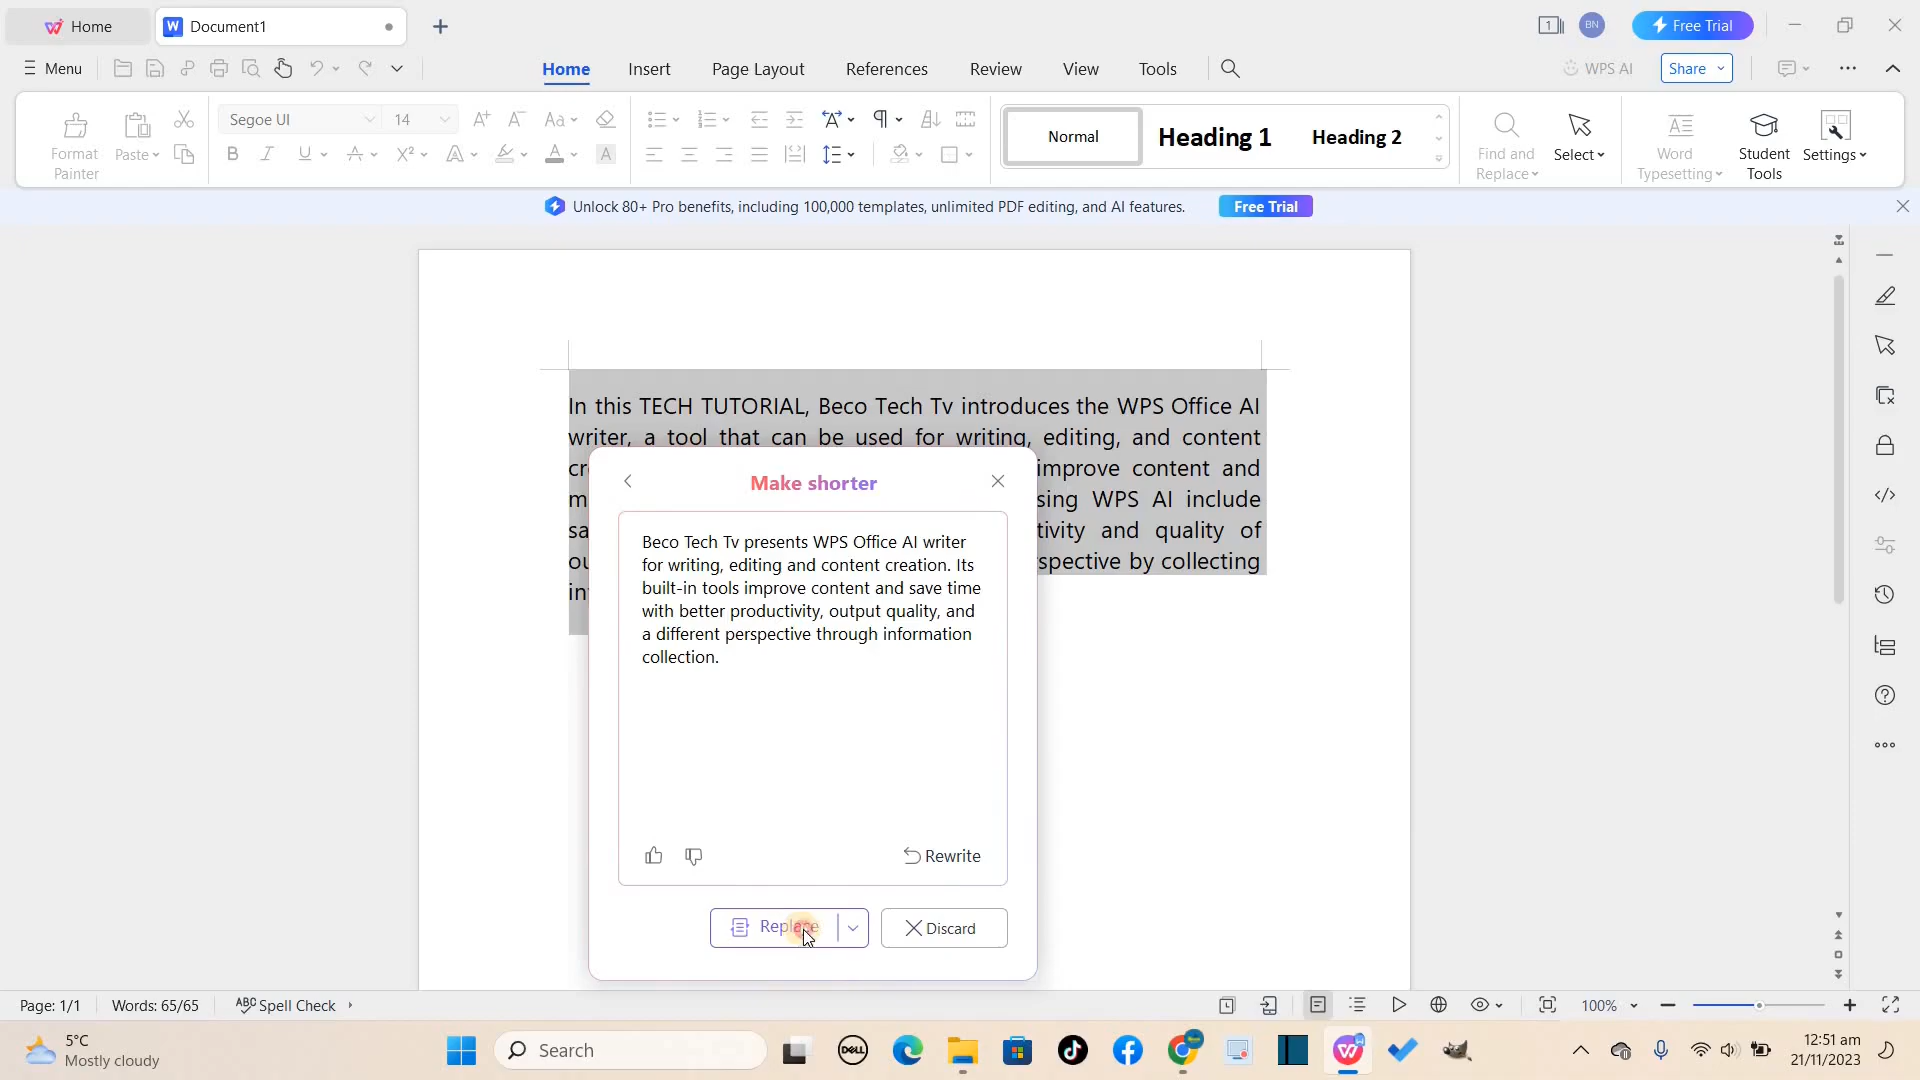 Home
Document1
1
BN
Free Trial
Menu
Home
Insert
Page Layout
References
Review
View
Tools
WPS AI
Share
Format
Painter
Paste
Segoe UI
14
Normal
Heading 1
Heading 2
Find and
Replace
Select
Word
Typesetting
Student
Tools
Settings
Unlock 80+ Pro benefits, including 100,000 templates, unlimited PDF editing, and AI features.
Free Trial
In this TECH TUTORIAL, Beco Tech Tv introduces the WPS Office AI
writer, a tool that can be used for writing, editing, and content
improve content and
WPS AI include
and quality of
by collecting
Make shorter
Beco Tech Tv presents WPS Office AI writer
for writing, editing and content creation. Its
built-in tools improve content and save time
with better productivity, output quality, and
a different perspective through information
collection.
Rewrite
Replace
Discard
Page: 1/1
Words: 65/65
Spell Check
100%
5°C
Mostly cloudy
Search
DELL
12:51 am
21/11/2023